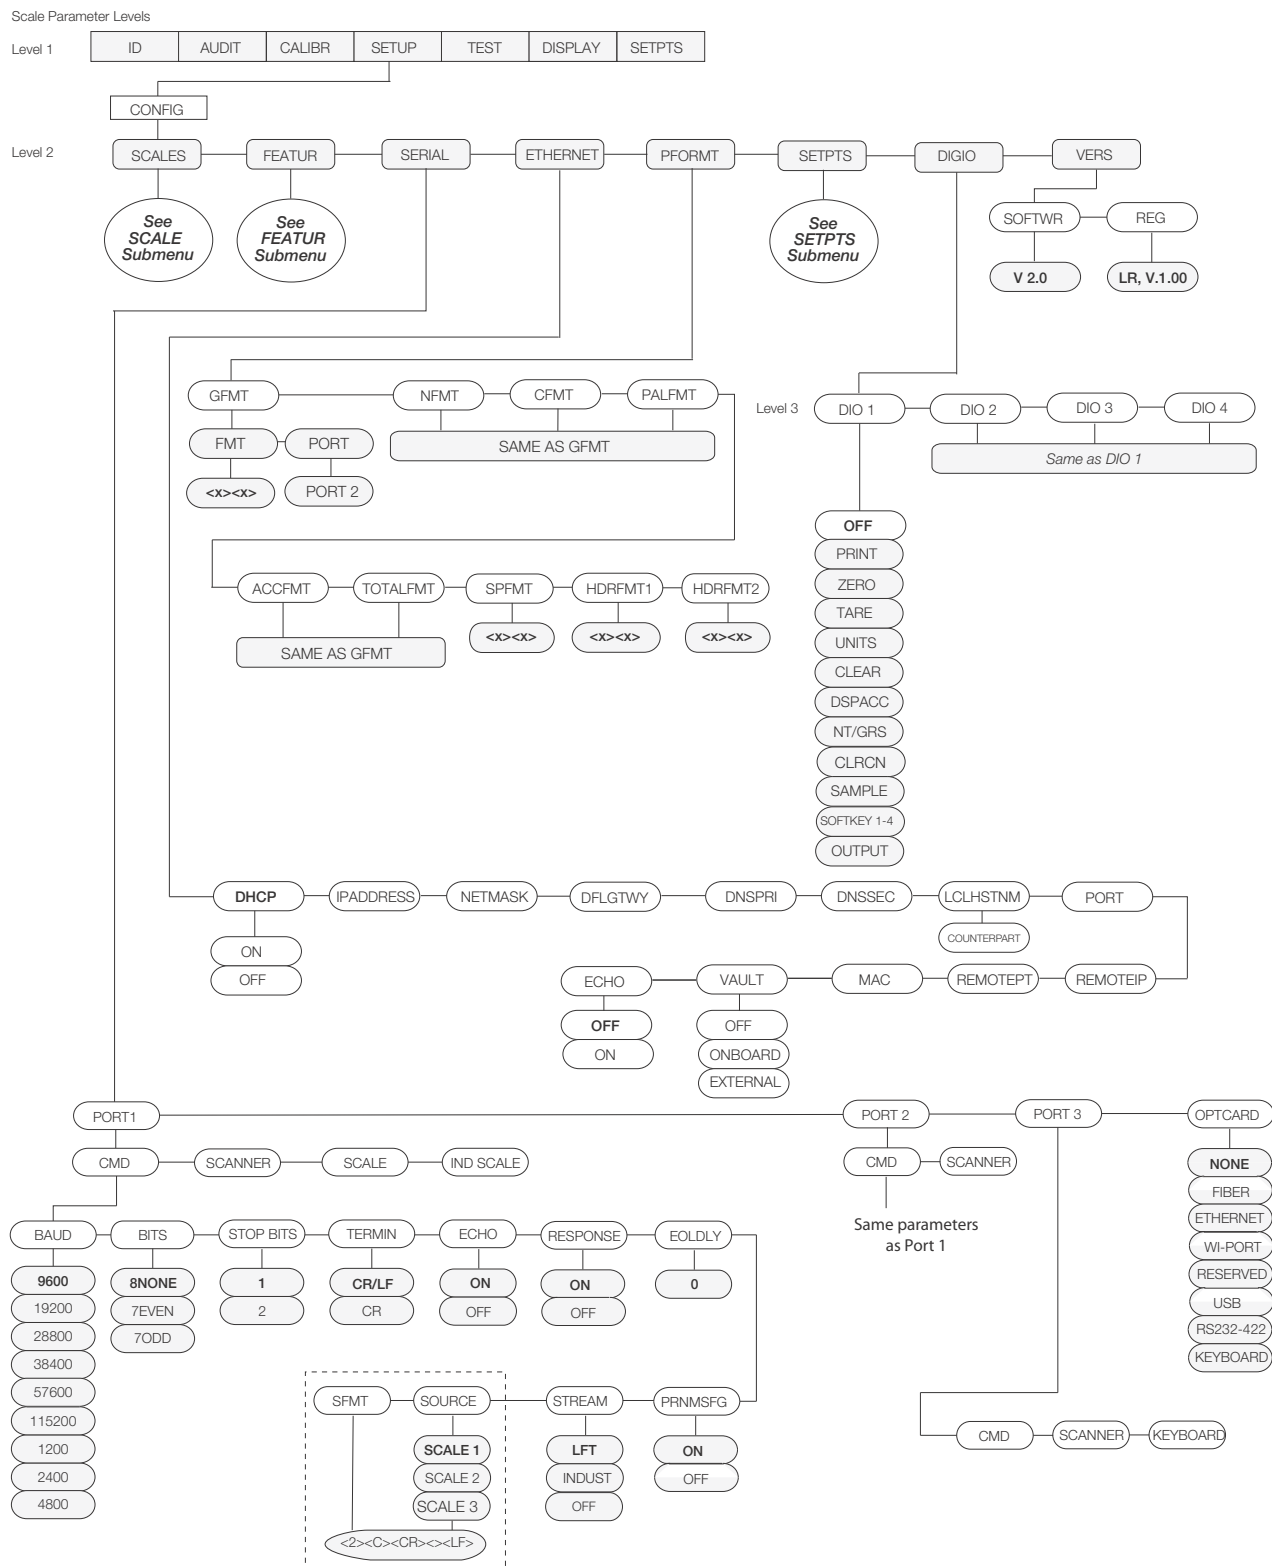 Scale Parameter Levels
Level 1
ID AUDIT CALIBR SETUP TEST DISPLAY SETPTS
CONFIG
Level 2
SCALES FEATUR SERIAL ETHERNET PFORMT SETPTS DIGIO VERS
See
SCALE
Submenu
See
FEATUR
Submenu
See
SETPTS
Submenu
SOFTWR REG
V 2.0 LR, V.1.00
GFMT NFMT CFMT PALFMT
FMT PORT
SAME AS GFMT
<x><x> PORT 2
Level 3
DIO 1 DIO 2 DIO 3 DIO 4
Same as DIO 1
OFF
PRINT
ZERO
TARE
UNITS
CLEAR
DSPACC
NT/GRS
CLRCN
SAMPLE
SOFTKEY 1-4
OUTPUT
ACCFMT TOTALFMT SPFMT HDRFMT1 HDRFMT2
SAME AS GFMT
<x><x> <x><x> <x><x>
DHCP IPADDRESS NETMASK DFLGTWY DNSPRI DNSSEC LCLHSTNM PORT
ON
OFF
COUNTERPART
ECHO VAULT MAC REMOTEPT REMOTEIP
OFF
ON
OFF
ONBOARD
EXTERNAL
PORT1 PORT 2 PORT 3 OPTCARD
CMD SCANNER SCALE IND SCALE
CMD SCANNER
Same parameters
as Port 1
NONE
FIBER
ETHERNET
WI-PORT
RESERVED
USB
RS232-422
KEYBOARD
BAUD BITS STOP BITS TERMIN ECHO RESPONSE EOLDLY
9600
19200
28800
38400
57600
115200
1200
2400
4800
8NONE
7EVEN
7ODD
1
2
CR/LF
CR
ON
OFF
ON
OFF
0
SFMT SOURCE STREAM PRNMSFG
SCALE 1
SCALE 2
SCALE 3
<2><C><CR><><LF>
LFT
INDUST
OFF
ON
OFF
CMD SCANNER KEYBOARD